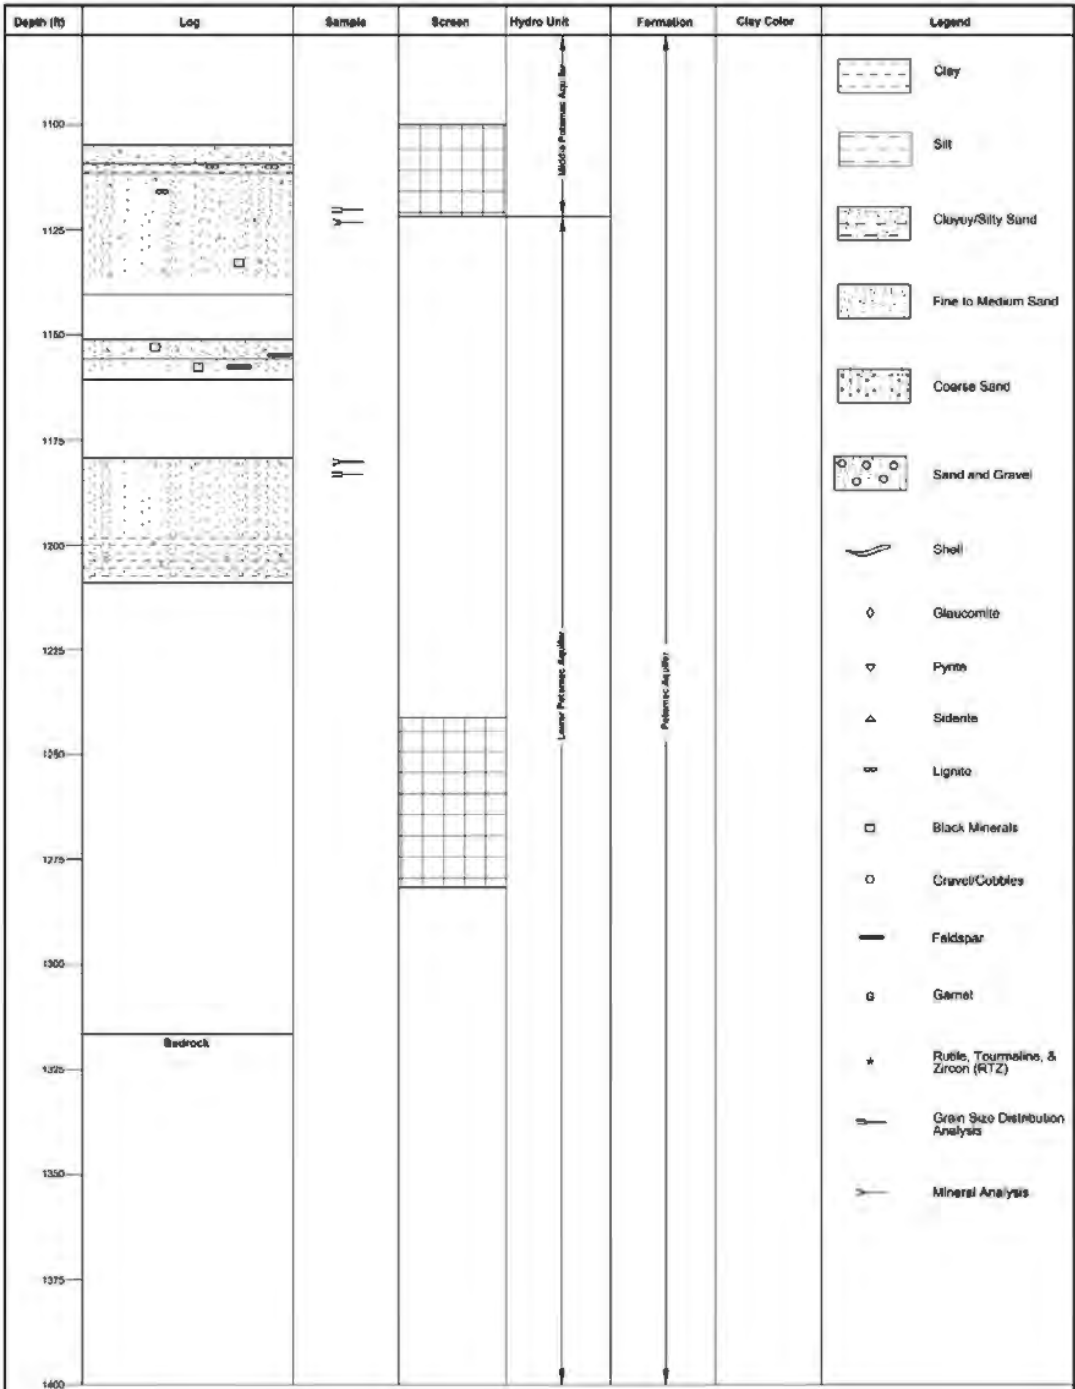 Depth (ft) Log Sample Screen Hydro Unit Formation Clay Color Legend
Clay
1100
Middle Potomac Aquifer
Silt
1125
Clayey/Silty Sand
Fine to Medium Sand
1150
Coarse Sand
1175
Sand and Gravel
1200
Shell
Glauconite
1225
Pyrite
Lower Potomac Aquifer
Potomac Aquifer
Siderite
1250
Lignite
Black Minerals
1275
Gravel/Cobbles
Feldspar
1300
G Garnet
Bedrock
Rutile, Tourmaline, &
Zircon (RTZ)
1325
Grain Size Distribution
Analysis
1350
Mineral Analysis
1375
1400